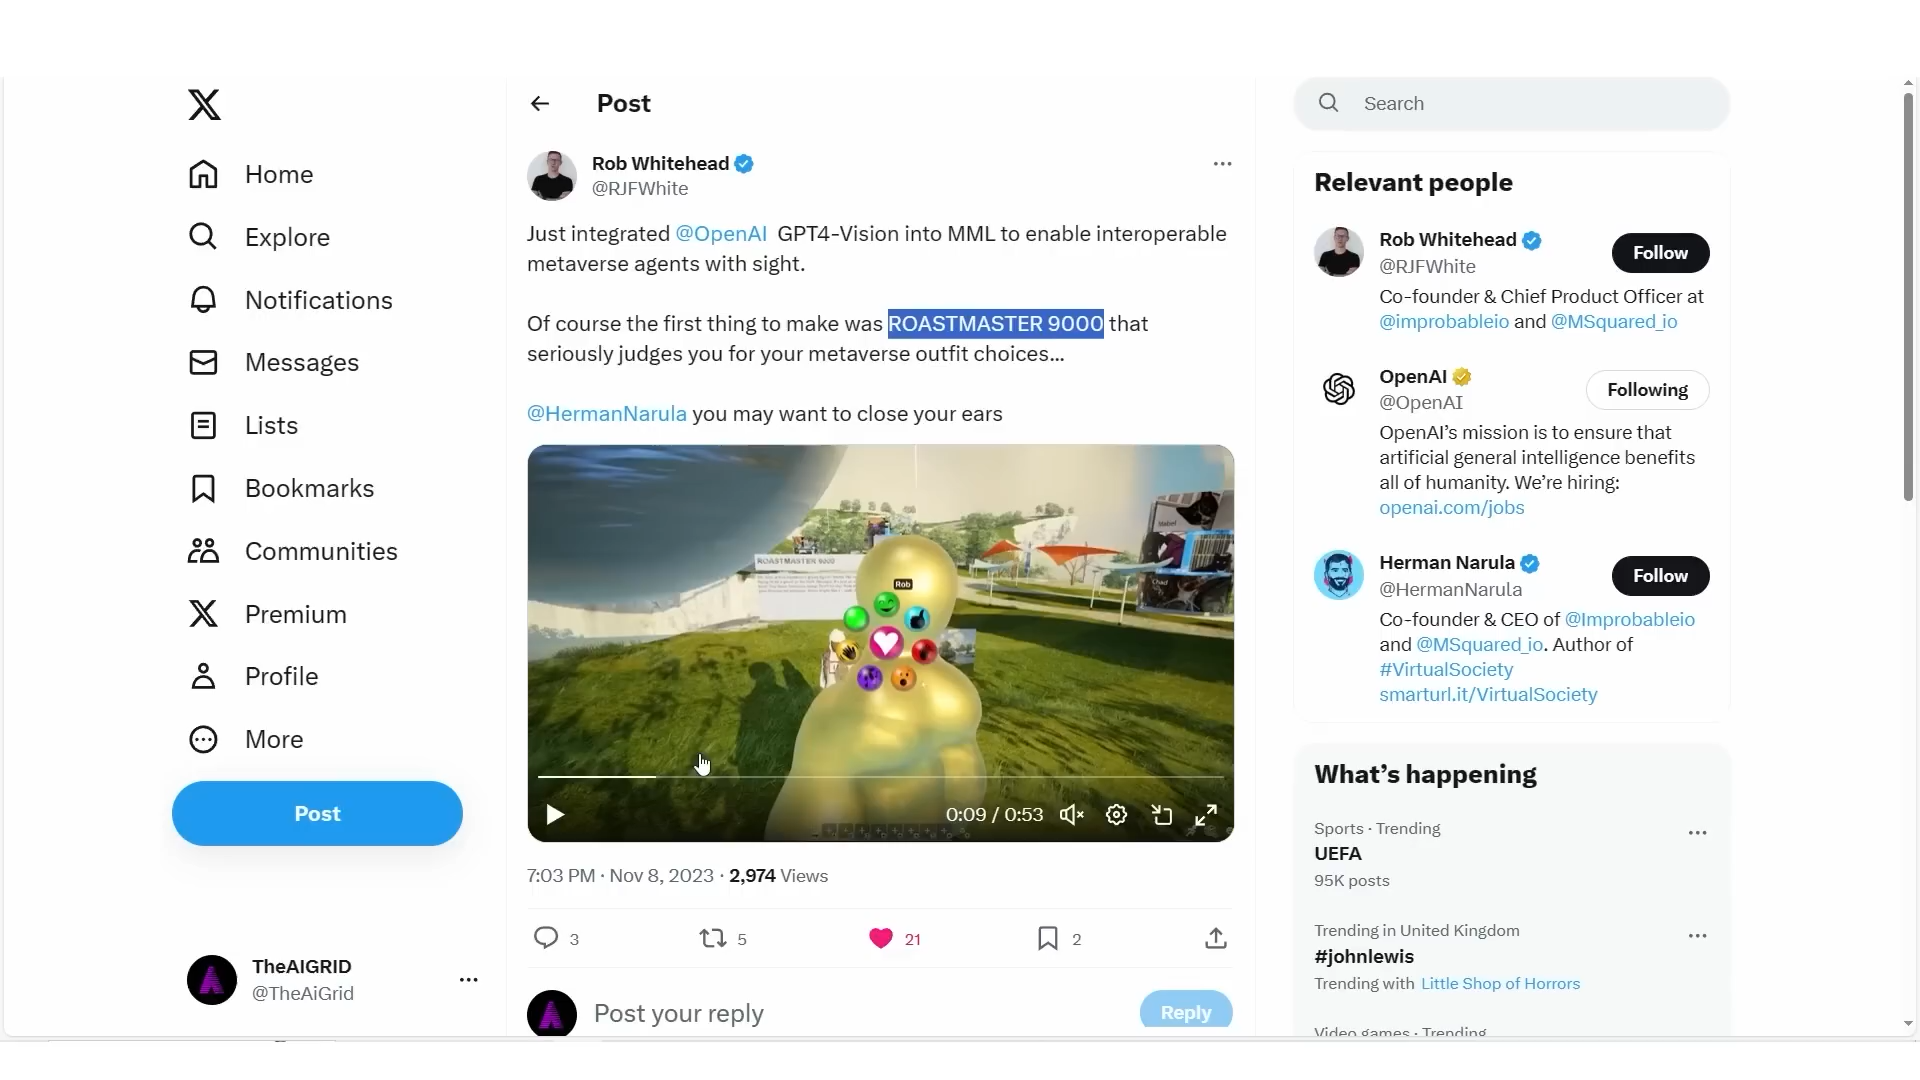 Home
Explore
Notifications
Messages
Lists
Bookmarks
Communities
Premium
Profile
More
Post
TheAIGRID
@TheAiGrid
Post
Rob Whitehead
@RJFWhite
Just integrated @OpenAI GPT4-Vision into MML to enable interoperable
metaverse agents with sight.
Of course the first thing to make was ROASTMASTER 9000 that
seriously judges you for your metaverse outfit choices...
@HermanNarula you may want to close your ears
ROASTMASTER 9000
Rob
Mabel
Chad
0:09 / 0:53
7:03 PM · Nov 8, 2023 · 2,974 Views
3
5
21
2
Post your reply
Reply
Search
Relevant people
Rob Whitehead
@RJFWhite
Follow
Co-founder & Chief Product Officer at
@improbableio and @MSquared_io
OpenAI
@OpenAI
Following
OpenAI’s mission is to ensure that
artificial general intelligence benefits
all of humanity. We’re hiring:
openai.com/jobs
Herman Narula
@HermanNarula
Follow
Co-founder & CEO of @Improbableio
and @MSquared_io. Author of
#VirtualSociety
smarturl.it/VirtualSociety
What’s happening
Sports · Trending
UEFA
95K posts
Trending in United Kingdom
#johnlewis
Trending with Little Shop of Horrors
Video games · Trending